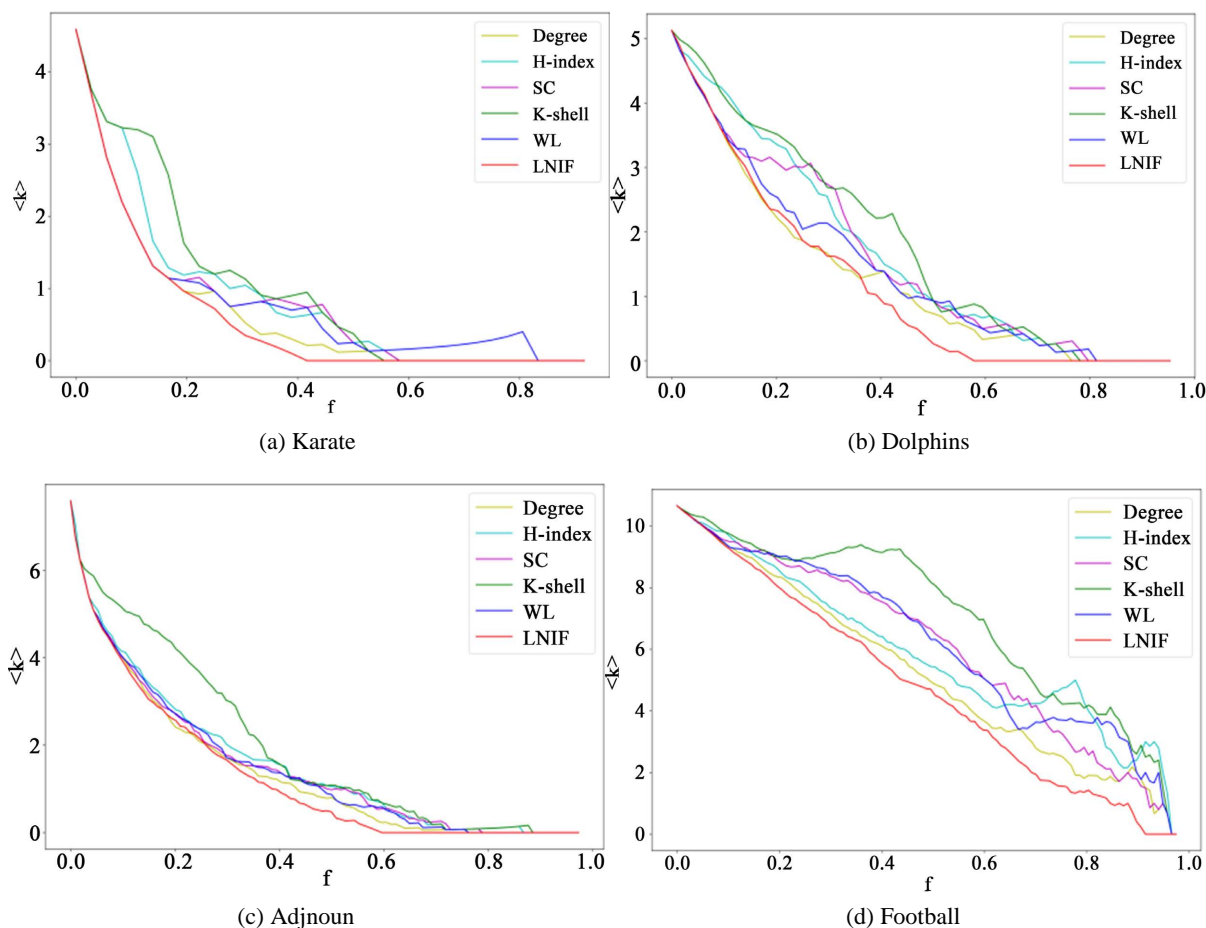 Degree
H-index
SC
K-shell
WL
LNIF
4
3
2
1
0
<k>
0.0 0.2 0.4 0.6 0.8
f
(a) Karate
Degree
H-index
SC
K-shell
WL
LNIF
5
4
3
2
1
0
<k>
0.0 0.2 0.4 0.6 0.8 1.0
f
(b) Dolphins
Degree
H-index
SC
K-shell
WL
LNIF
6
4
2
0
<k>
0.0 0.2 0.4 0.6 0.8 1.0
f
(c) Adjnoun
Degree
H-index
SC
K-shell
WL
LNIF
10
8
6
4
2
0
<k>
0.0 0.2 0.4 0.6 0.8 1.0
f
(d) Football